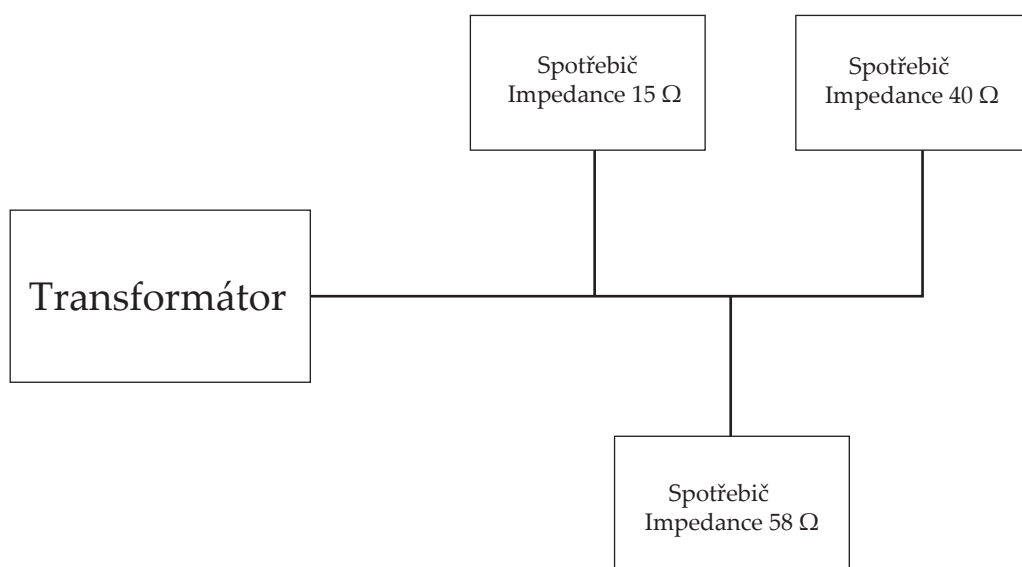 Spotřebič
Impedance 15 Ω
Spotřebič
Impedance 40 Ω
Transformátor
Spotřebič
Impedance 58 Ω